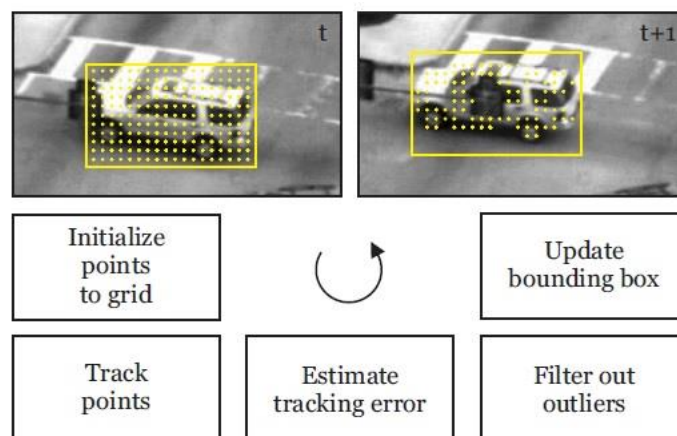 t
t+1
Initialize
points
to grid
Update
bounding box
Track
points
Estimate
tracking error
Filter out
outliers